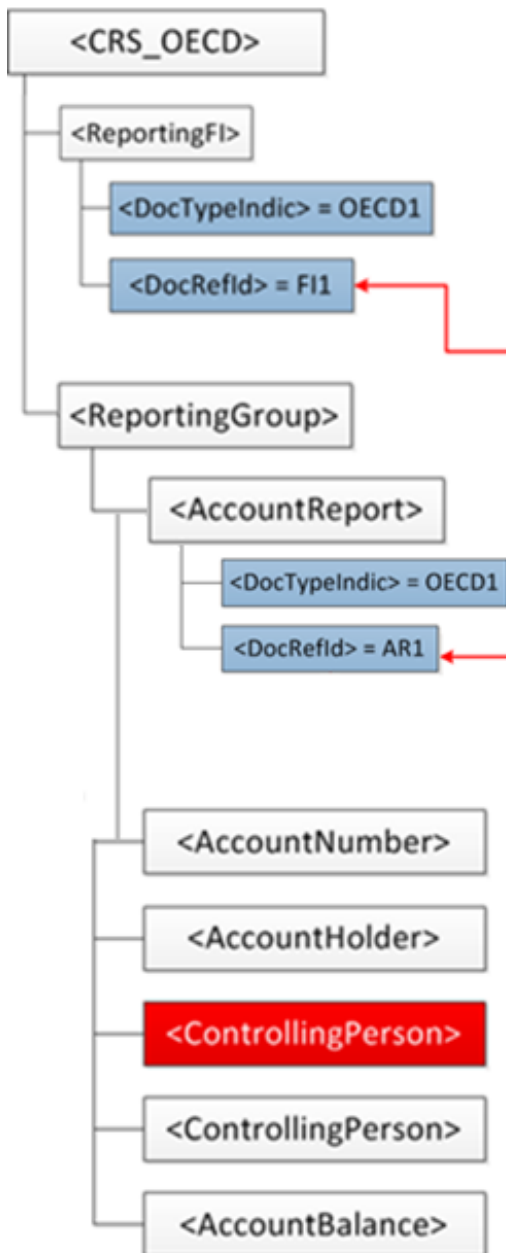 <CRS_OECD>
<ReportingFI>
<DocTypeIndic> = OECD1
<DocRefId> = FI1
<ReportingGroup>
<AccountReport>
<DocTypeIndic> = OECD1
<DocRefId> = AR1
<AccountNumber>
<AccountHolder>
<ControllingPerson>
<ControllingPerson>
<AccountBalance>